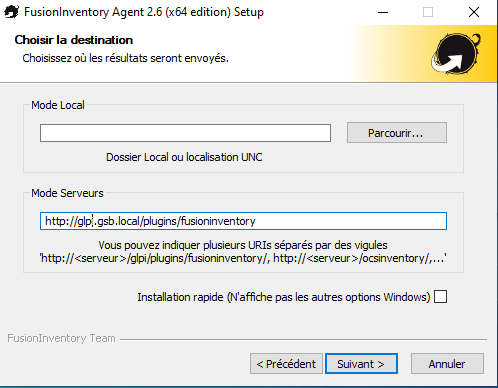 FusionInventory Agent 2.6 (x64 edition) Setup
Choisir la destination
Choisissez où les résultats seront envoyés.
Mode Local
Parcourir...
Dossier Local ou localisation UNC
Mode Serveurs
http://glpi.gsb.local/plugins/fusioninventory
Vous pouvez indiquer plusieurs URIs séparés par des vigules
'http://<serveur>/glpi/plugins/fusioninventory/, http://<serveur>/ocsinventory/,...'
Installation rapide (N'affiche pas les autres options Windows)
FusionInventory Team
< Précédent
Suivant >
Annuler